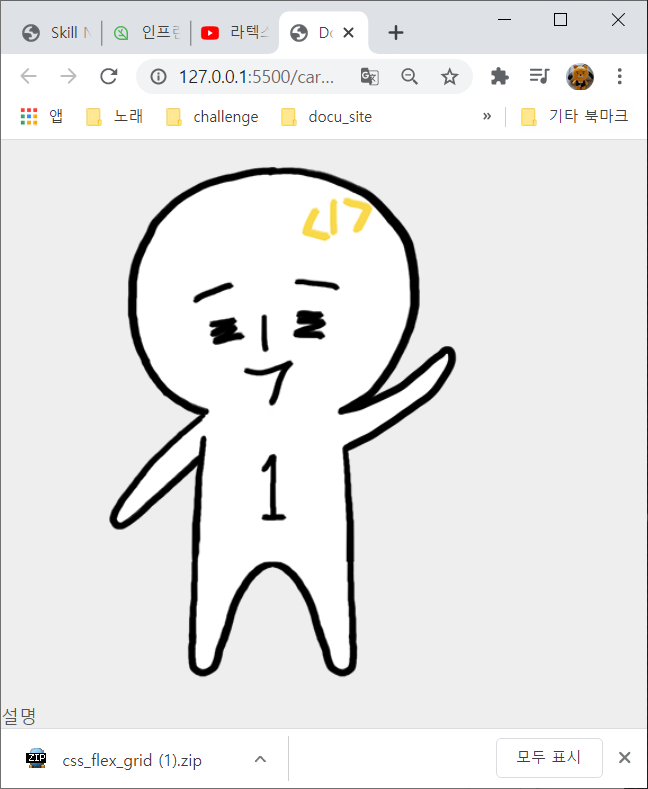 Skill N
인프런
라텍스
Do
127.0.0.1:5500/car...
앱
노래
challenge
docu_site
»
기타 북마크
</>
1
설명
ZIP
css_flex_grid (1).zip
모두 표시